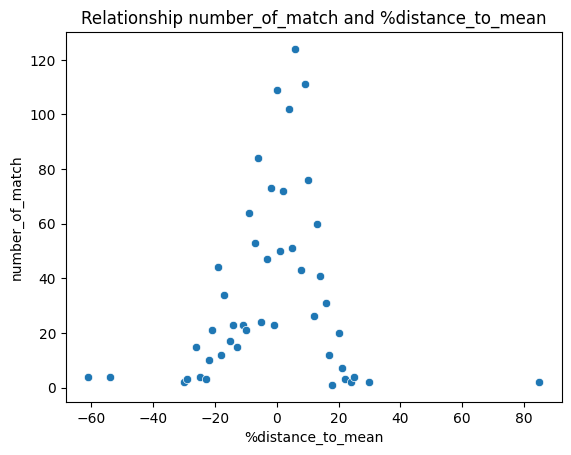 Relationship number_of_match and %distance_to_mean
120
100
80
60
40
20
0
number_of_match
−60 −40 −20 0 20 40 60 80
%distance_to_mean